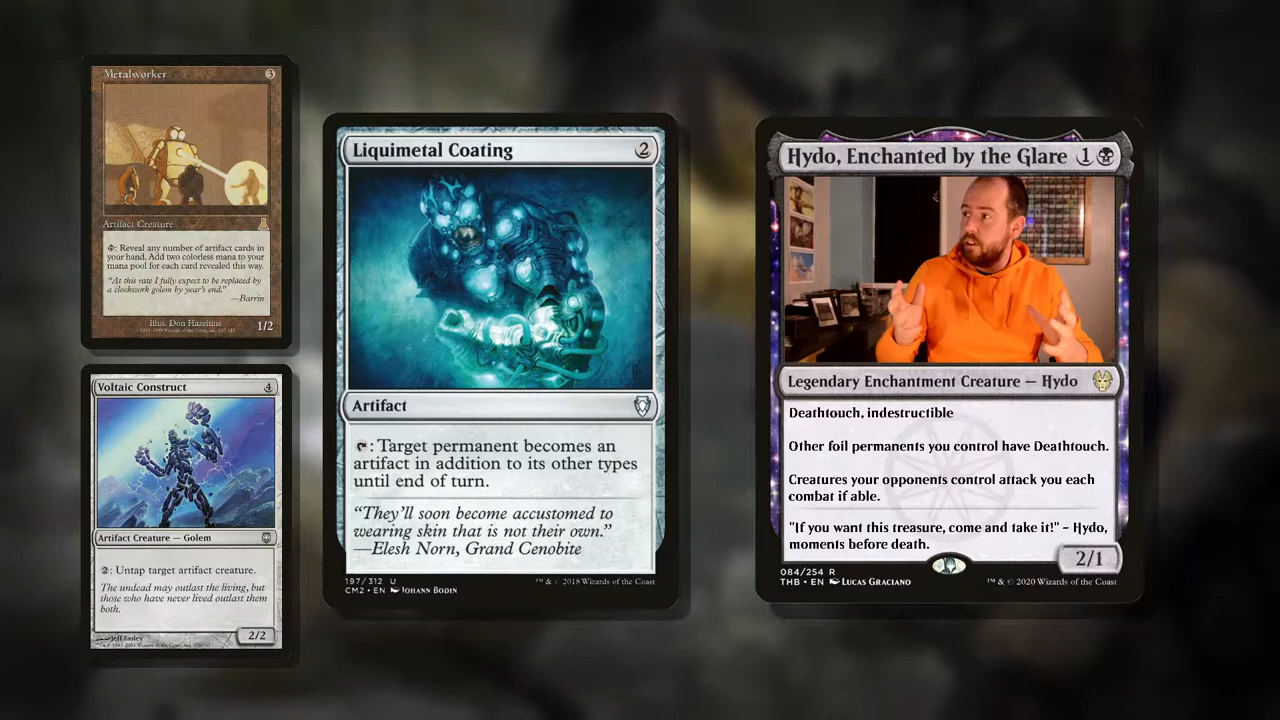 Metalworker 3
Artifact Creature
: Reveal any number of artifact cards in
your hand. Add two colorless mana to your
mana pool for each card revealed this way.
"At this rate I fully expect to be replaced by
a clockwork golem by year's end."
—Barrin
Illus. Don Hazeltine
1/2
Voltaic Construct 4
Artifact Creature — Golem
2: Untap target artifact creature.
The undead may outlast the living, but
those who have never lived outlast them
both.
Jeff Easley
2/2
Liquimetal Coating 2
Artifact
: Target permanent becomes an
artifact in addition to its other types
until end of turn.
“They’ll soon become accustomed to
wearing skin that is not their own.”
—Elesh Norn, Grand Cenobite
197/312 U
CM2 • EN Johann Bodin
™ & © 2018 Wizards of the Coast
Hydo, Enchanted by the Glare 1
Legendary Enchantment Creature — Hydo
Deathtouch, indestructible
Other foil permanents you control have Deathtouch.
Creatures your opponents control attack you each
combat if able.
"If you want this treasure, come and take it!" - Hydo,
moments before death.
2/1
084/254 R
THB • EN Lucas Graciano
™ & © 2020 Wizards of the Coast